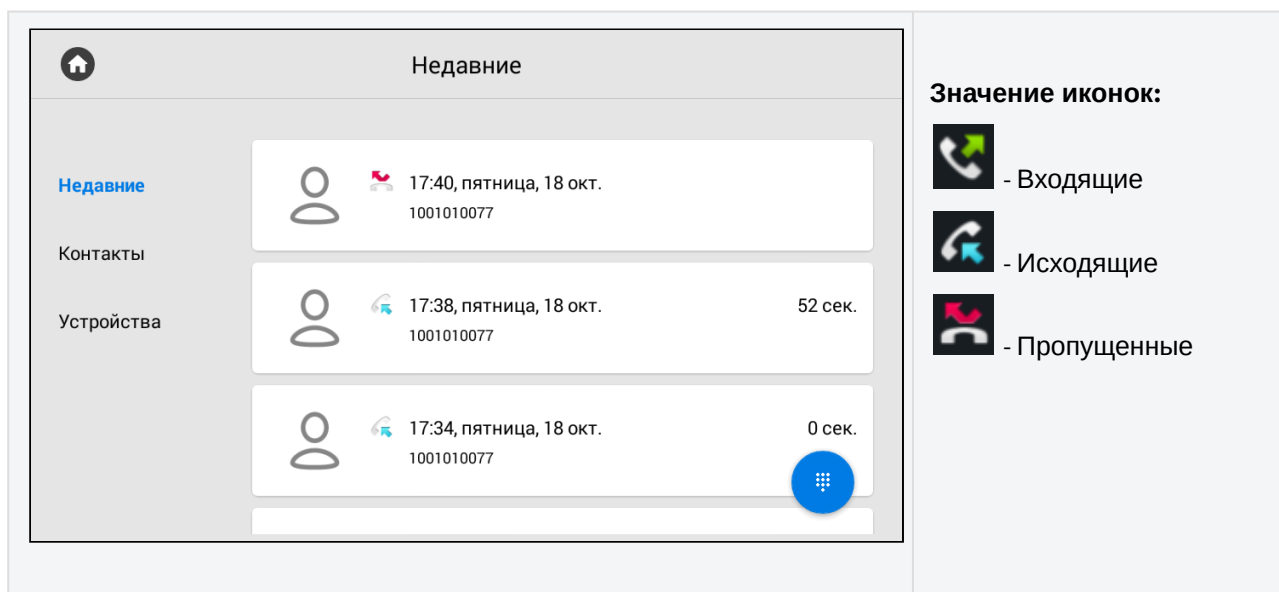 Недавние
Недавние
Контакты
Устройства
17:40, пятница, 18 окт.
1001010077
17:38, пятница, 18 окт.
52 сек.
1001010077
17:34, пятница, 18 окт.
0 сек.
1001010077
Значение иконок:
- Входящие
- Исходящие
- Пропущенные